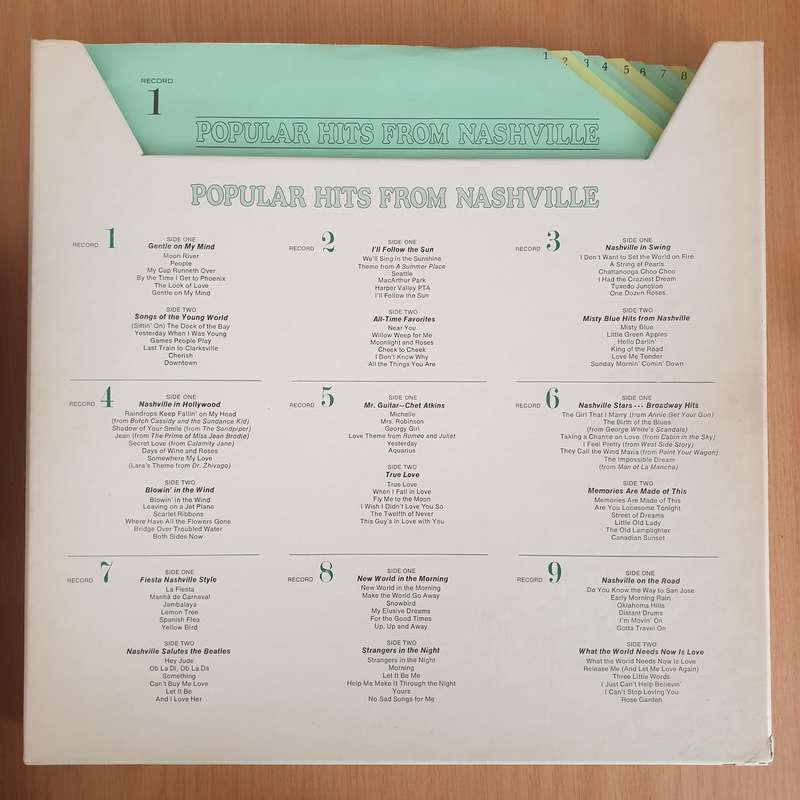 RECORD
1
1 2 3 4 5 6 7 8
POPULAR HITS FROM NASHVILLE
POPULAR HITS FROM NASHVILLE
RECORD 1
SIDE ONE
Gentle on My Mind
Moon River
People
My Cup Runneth Over
By the Time I Get to Phoenix
The Look of Love
Gentle on My Mind
SIDE TWO
Songs of the Young World
(Sittin' On) The Dock of the Bay
Yesterday When I Was Young
Games People Play
Last Train to Clarksville
Cherish
Downtown
RECORD 2
SIDE ONE
I'll Follow the Sun
We'll Sing in the Sunshine
Theme from A Summer Place
Seattle
MacArthur Park
Harper Valley PTA
I'll Follow the Sun
SIDE TWO
All-Time Favorites
Near You
Willow Weep for Me
Moonlight and Roses
Cheek to Cheek
I Don't Know Why
All the Things You Are
RECORD 3
SIDE ONE
Nashville in Swing
I Don't Want to Set the World on Fire
A String of Pearls
Chattanooga Choo Choo
I Had the Craziest Dream
Tuxedo Junction
One Dozen Roses
SIDE TWO
Misty Blue Hits from Nashville
Misty Blue
Little Green Apples
Hello Darlin'
King of the Road
Love Me Tender
Sunday Mornin' Comin' Down
RECORD 4
SIDE ONE
Nashville in Hollywood
Raindrops Keep Fallin' on My Head
(from Butch Cassidy and the Sundance Kid)
Shadow of Your Smile (from The Sandpiper)
Jean (from The Prime of Miss Jean Brodie)
Secret Love (from Calamity Jane)
Days of Wine and Roses
Somewhere My Love
(Lara's Theme from Dr. Zhivago)
SIDE TWO
Blowin' in the Wind
Blowin' in the Wind
Leaving on a Jet Plane
Scarlet Ribbons
Where Have All the Flowers Gone
Bridge Over Troubled Water
Both Sides Now
RECORD 5
SIDE ONE
Mr. Guitar—Chet Atkins
Michelle
Mrs. Robinson
Georgy Girl
Love Theme from Romeo and Juliet
Yesterday
Aquarius
SIDE TWO
True Love
True Love
When I Fall in Love
Fly Me to the Moon
I Wish I Didn't Love You So
The Twelfth of Never
This Guy's in Love with You
RECORD 6
SIDE ONE
Nashville Stars --- Broadway Hits
The Girl That I Marry (from Annie Get Your Gun)
The Birth of the Blues
(from George White's Scandals)
Taking a Chance on Love (from Cabin in the Sky)
I Feel Pretty (from West Side Story)
They Call the Wind Maria (from Paint Your Wagon)
The Impossible Dream
(from Man of La Mancha)
SIDE TWO
Memories Are Made of This
Memories Are Made of This
Are You Lonesome Tonight
Street of Dreams
Little Old Lady
The Old Lamplighter
Canadian Sunset
RECORD 7
SIDE ONE
Fiesta Nashville Style
La Fiesta
Manhã de Carnaval
Jambalaya
Lemon Tree
Spanish Flea
Yellow Bird
SIDE TWO
Nashville Salutes the Beatles
Hey Jude
Ob La Di, Ob La Da
Something
Can't Buy Me Love
Let It Be
And I Love Her
RECORD 8
SIDE ONE
New World in the Morning
New World in the Morning
Make the World Go Away
Snowbird
My Elusive Dreams
For the Good Times
Up, Up and Away
SIDE TWO
Strangers in the Night
Strangers in the Night
Morning
Let It Be Me
Help Me Make It Through the Night
Yours
No Sad Songs for Me
RECORD 9
SIDE ONE
Nashville on the Road
Do You Know the Way to San Jose
Early Morning Rain
Oklahoma Hills
Distant Drums
I'm Movin' On
Gotta Travel On
SIDE TWO
What the World Needs Now Is Love
What the World Needs Now Is Love
Release Me (And Let Me Love Again)
Three Little Words
I Just Can't Help Believin'
I Can't Stop Loving You
Rose Garden